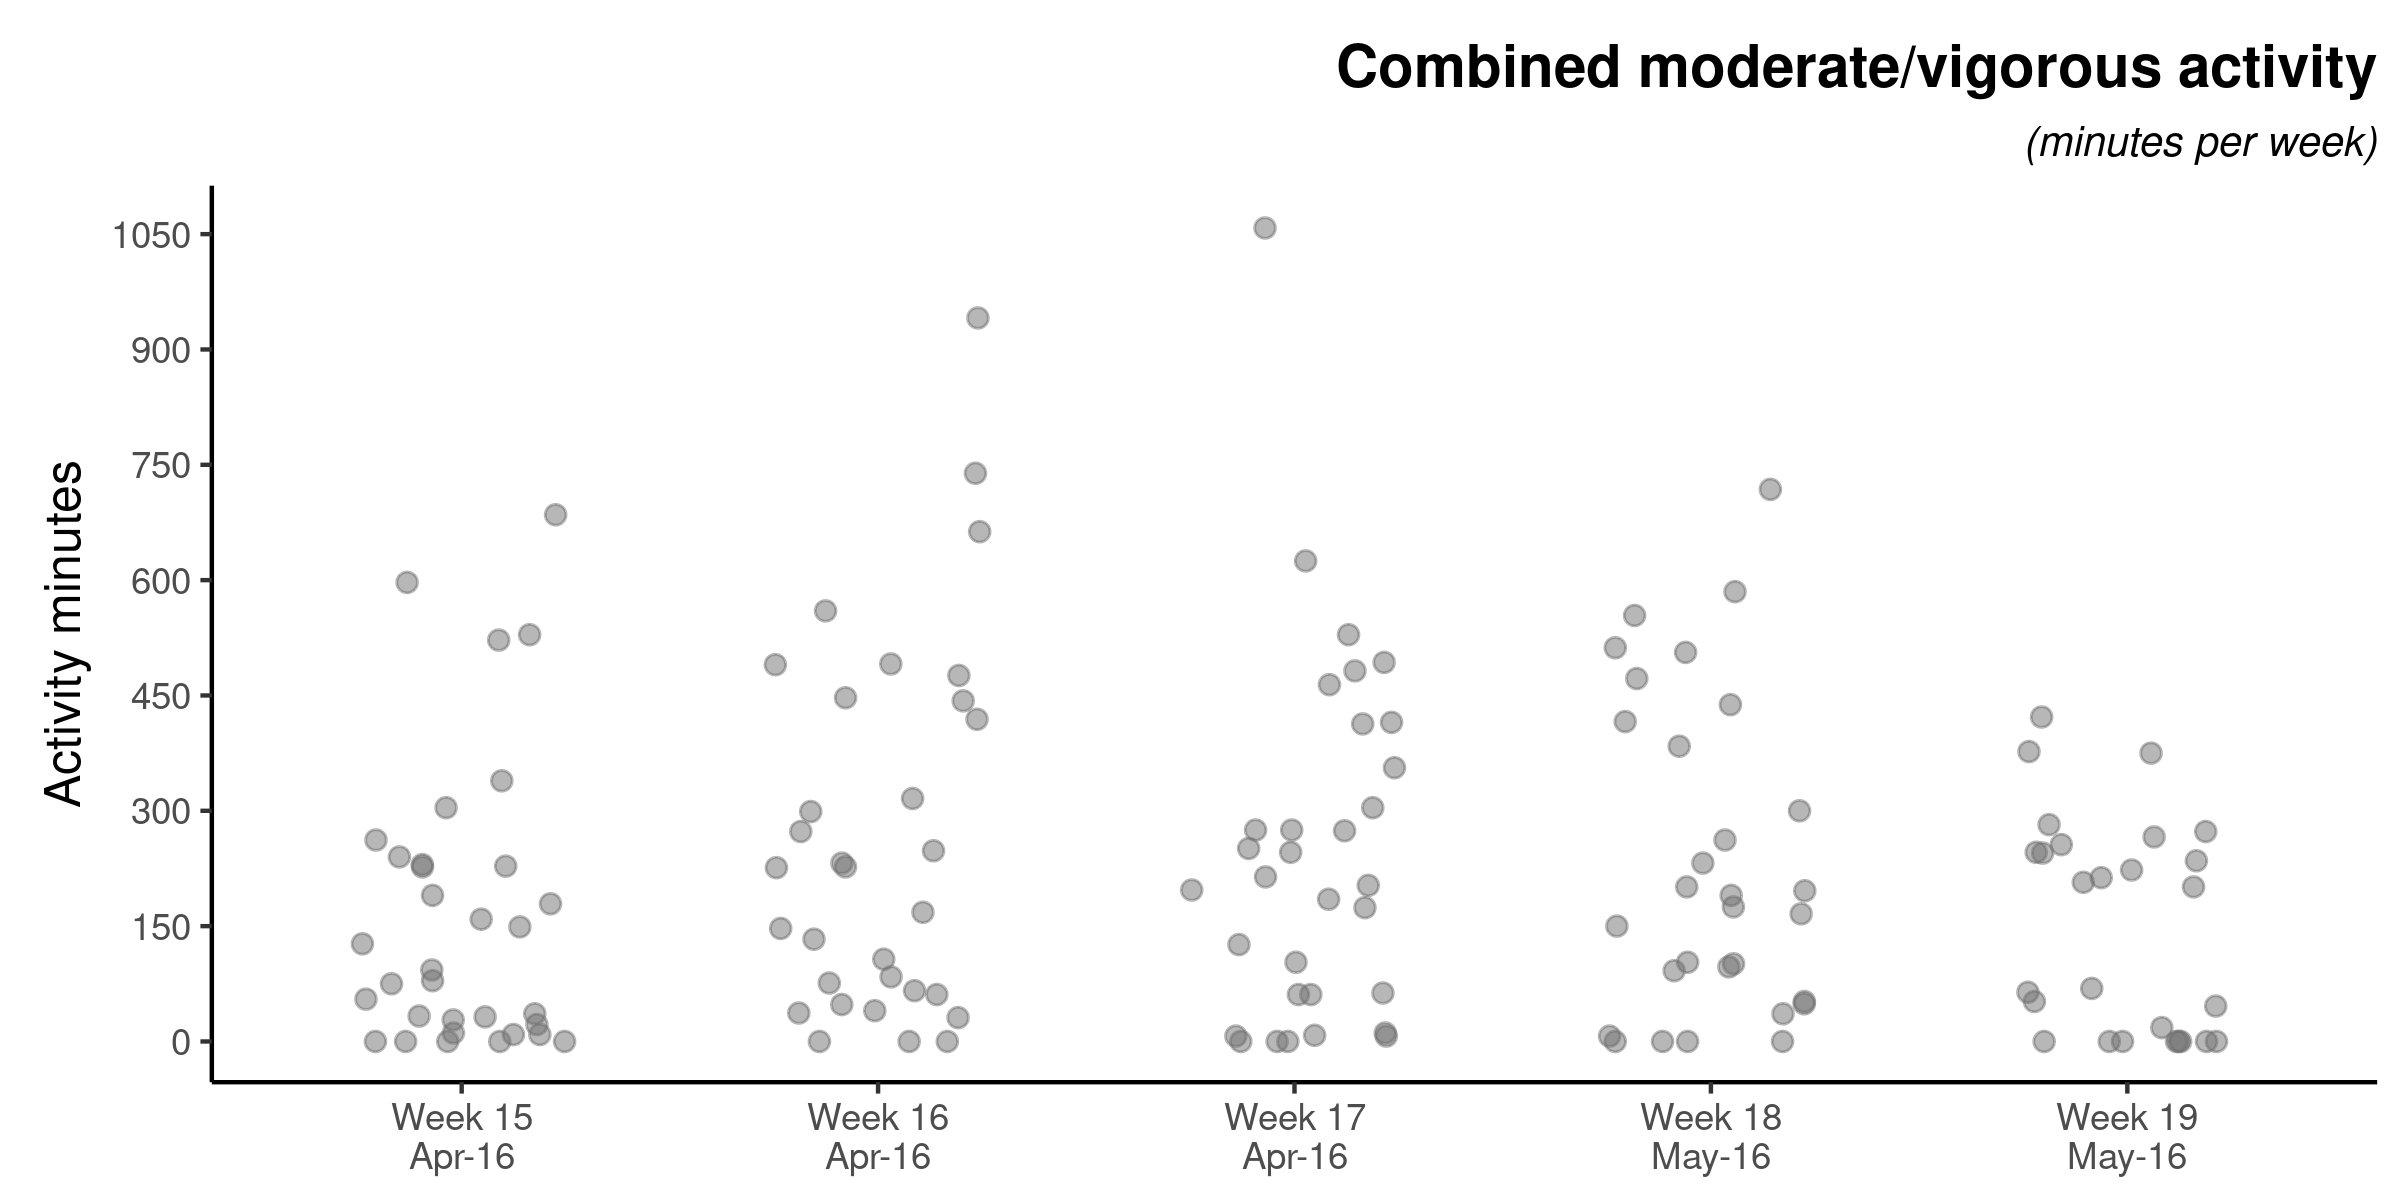 Combined moderate/vigorous activity
(minutes per week)
Activity minutes
1050
900
750
600
450
300
150
0
Week 15
Apr-16
Week 16
Apr-16
Week 17
Apr-16
Week 18
May-16
Week 19
May-16